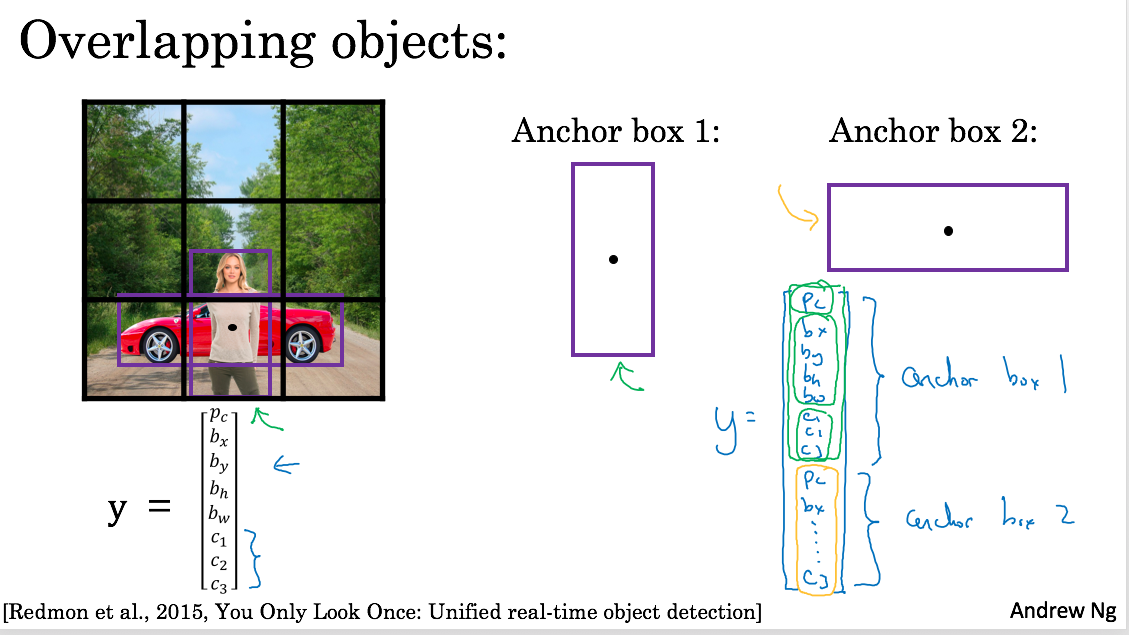 Overlapping objects:
Anchor box 1:
Anchor box 2:
y =
p_c
b_x
b_y
b_h
b_w
c_1
c_2
c_3
y =
pc
bx
by
bh
bw
c1
c1
c3
anchor box 1
pc
bx
c3
anchor box 2
[Redmon et al., 2015, You Only Look Once: Unified real-time object detection]
Andrew Ng